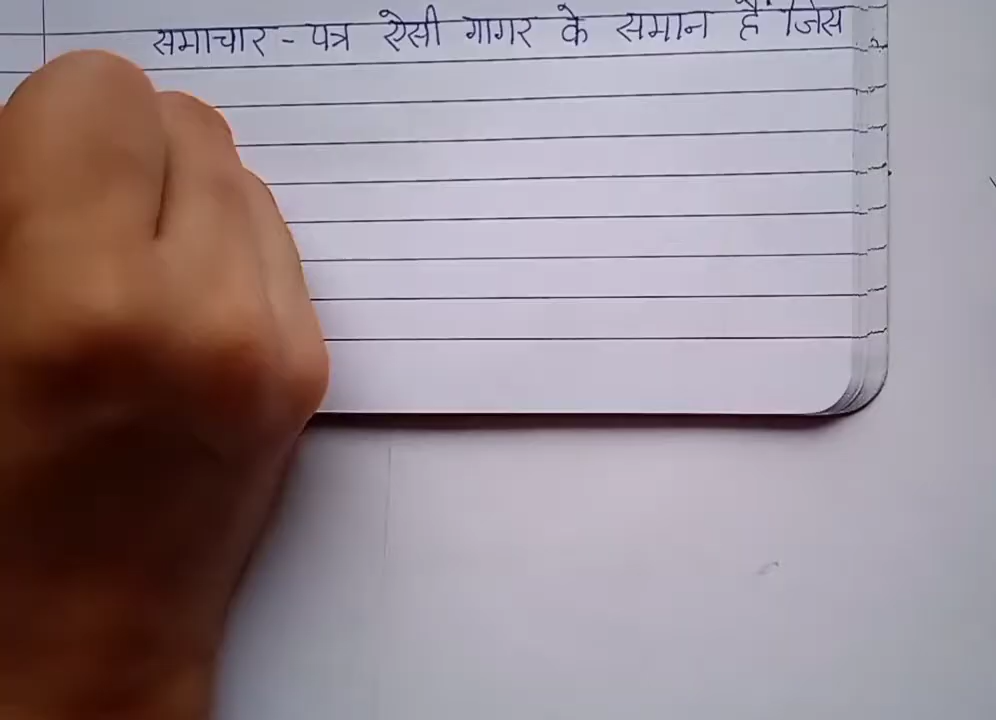 समाचार - पत्र ऐसी गागर के समान हैं जिस